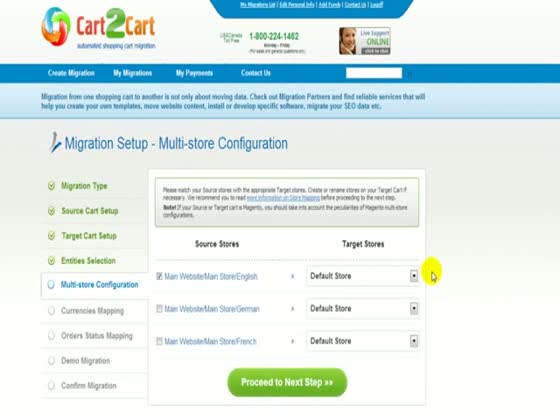 My Migrations List | Edit Personal Info | Add Funds | Contact Us | Logoff
Cart2Cart
automated shopping cart migration
US/Canada
Toll Free
1-800-224-1462
Monday - Friday
Live Support
ONLINE
click to chat
Create Migration
My Migrations
My Payments
Contact Us
Migration from one shopping cart to another is not only about moving data. Check out Migration Partners and find reliable services that will
help you create your own templates, move website content, install or develop specific software, migrate your SEO data etc.
Migration Setup - Multi-store Configuration
Migration Type
Source Cart Setup
Target Cart Setup
Entities Selection
Multi-store Configuration
Currencies Mapping
Orders Status Mapping
Demo Migration
Confirm Migration
Please match your Source stores with the appropriate Target stores. Create or rename stores on your Target Cart if
necessary. We recommend you to read more information on Store Mapping before proceeding to the next step.
Note! If your Source or Target cart is Magento, you should take into account the peculiarities of Magento multi-store
configurations.
Source Stores
Target Stores
Main Website/Main Store/English
Default Store
Main Website/Main Store/German
Default Store
Main Website/Main Store/French
Default Store
Proceed to Next Step »»